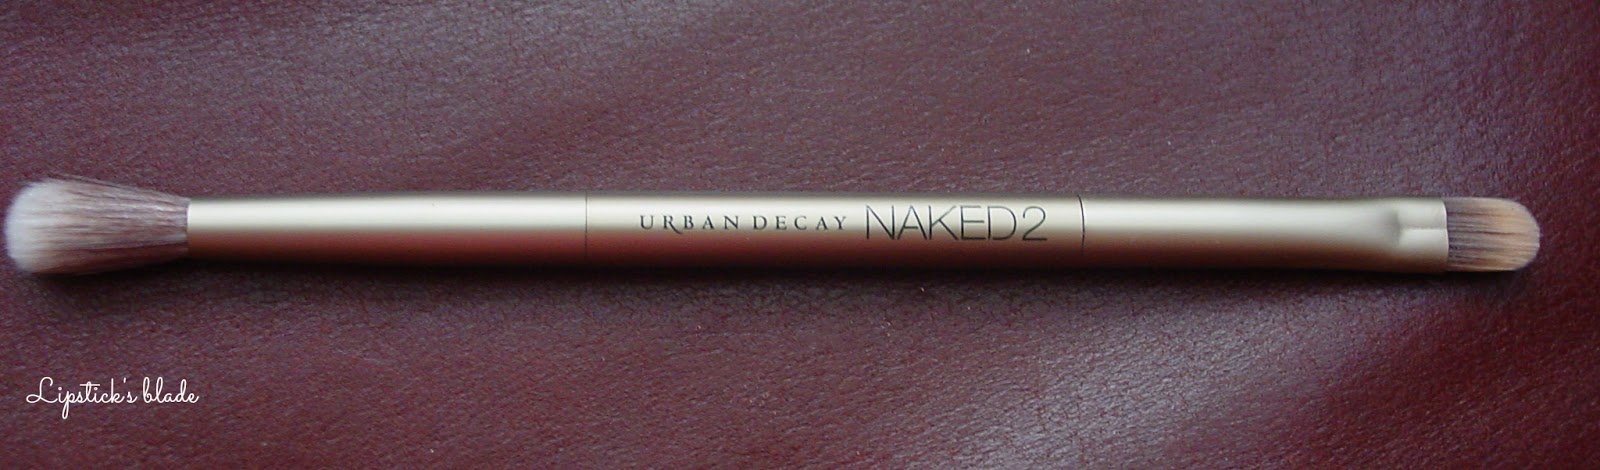 URBAN DECAY NAKED2
Lipstick's blade